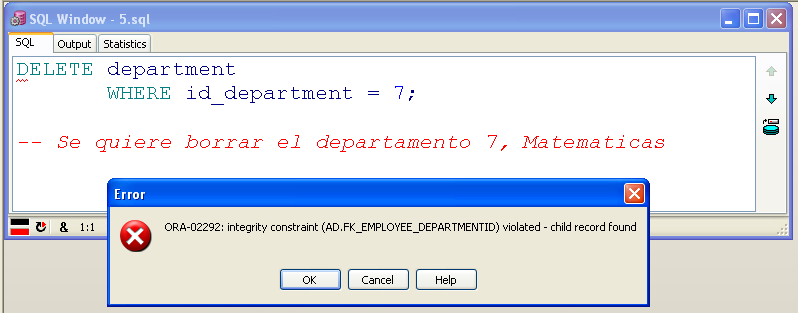 SQL Window - 5.sql
SQL Output Statistics
DELETE department
WHERE id_department = 7;
-- Se quiere borrar el departamento 7, Matematicas
Error
ORA-02292: integrity constraint (AD.FK_EMPLOYEE_DEPARTMENTID) violated - child record found
& 1:1
OK Cancel Help